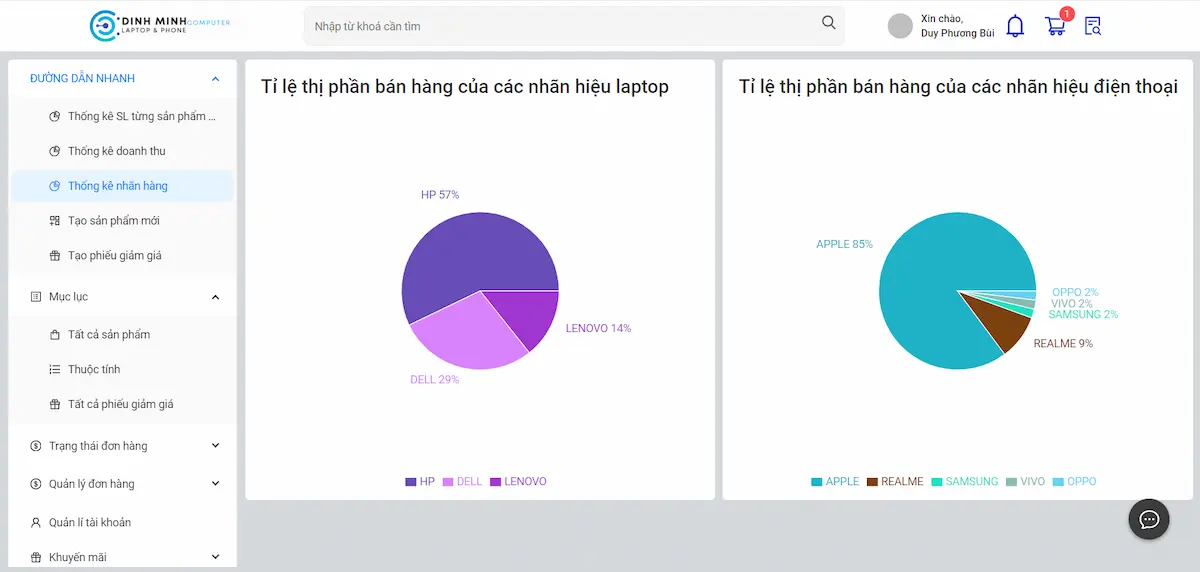 DINH MINH COMPUTER
LAPTOP & PHONE
Nhập từ khoá cần tìm
Xin chào,
Duy Phương Bùi
1
ĐƯỜNG DẪN NHANH
Thống kê SL từng sản phẩm ...
Thống kê doanh thu
Thống kê nhãn hàng
Tạo sản phẩm mới
Tạo phiếu giảm giá
Mục lục
Tất cả sản phẩm
Thuộc tính
Tất cả phiếu giảm giá
Trạng thái đơn hàng
Quản lý đơn hàng
Quản lí tài khoản
Khuyến mãi
Tỉ lệ thị phần bán hàng của các nhãn hiệu laptop
HP 57%
LENOVO 14%
DELL 29%
HP DELL LENOVO
Tỉ lệ thị phần bán hàng của các nhãn hiệu điện thoại
APPLE 85%
OPPO 2%
VIVO 2%
SAMSUNG 2%
REALME 9%
APPLE REALME SAMSUNG VIVO OPPO